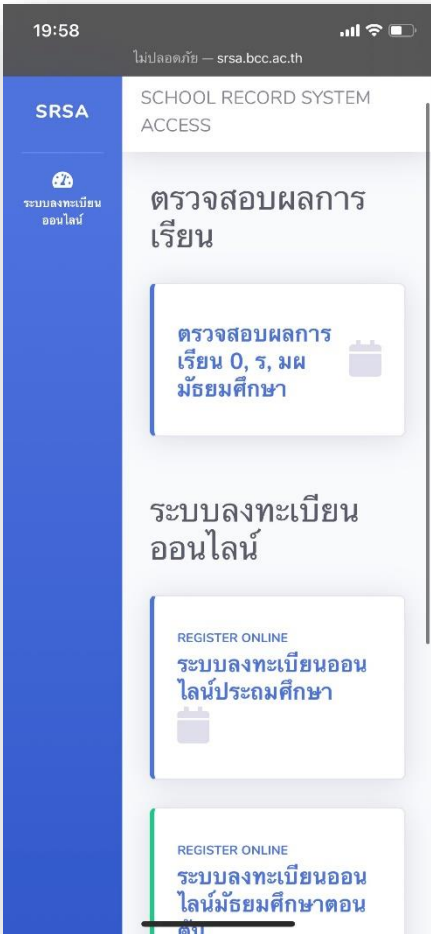 19:58
ไม่ปลอดภัย — srsa.bcc.ac.th
SRSA
ระบบลงทะเบียน
ออนไลน์
SCHOOL RECORD SYSTEM
ACCESS
ตรวจสอบผลการ
เรียน
ตรวจสอบผลการ
เรียน 0, ร, มผ
มัธยมศึกษา
ระบบลงทะเบียน
ออนไลน์
REGISTER ONLINE
ระบบลงทะเบียนออน
ไลน์ประถมศึกษา
REGISTER ONLINE
ระบบลงทะเบียนออน
ไลน์มัธยมศึกษาตอน
ต้น